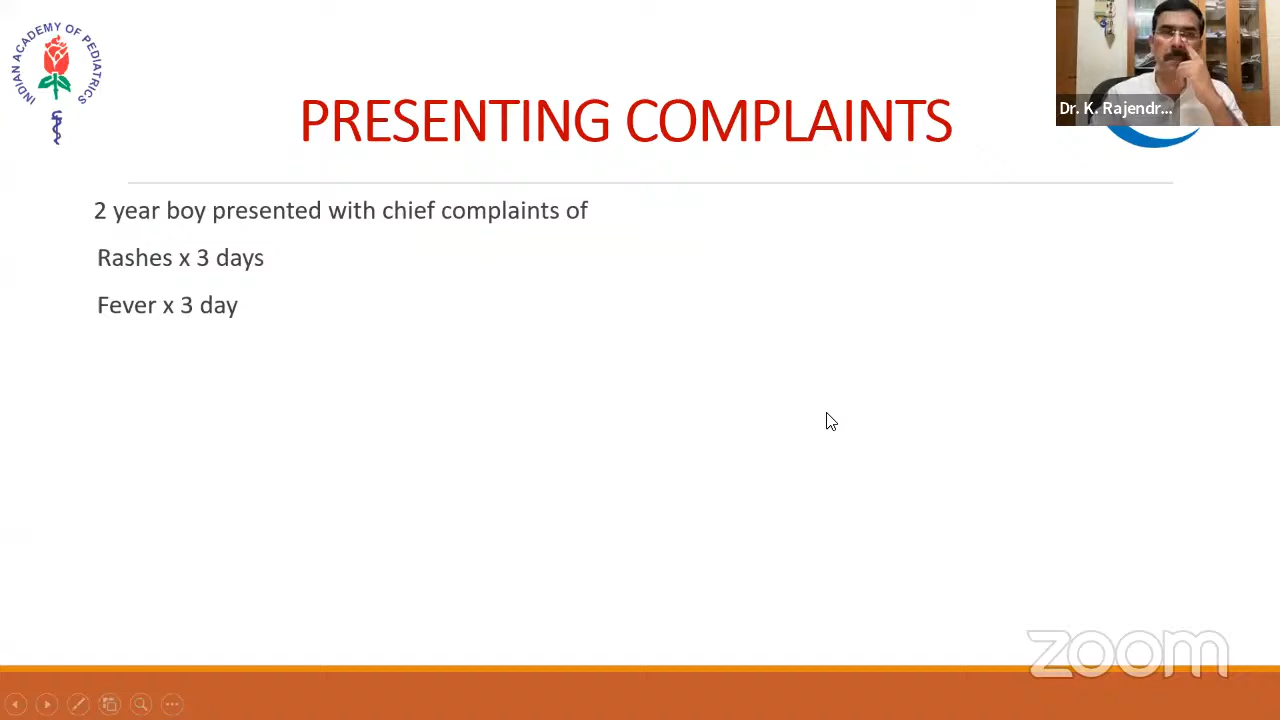 INDIAN ACADEMY OF PEDIATRICS
Dr. K. Rajendr...
PRESENTING COMPLAINTS
2 year boy presented with chief complaints of
Rashes x 3 days
Fever x 3 day
zoom